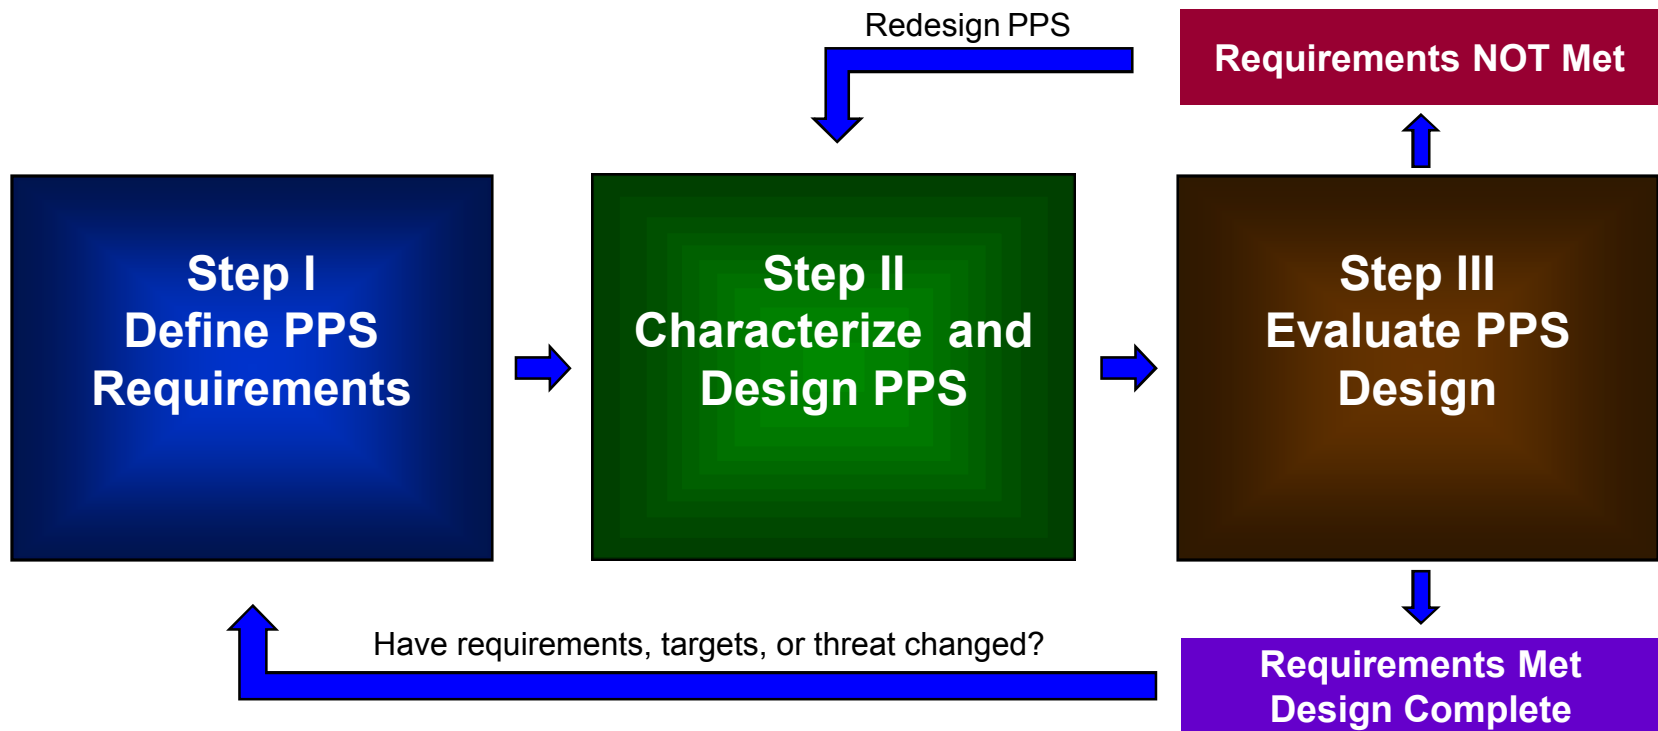 Redesign PPS
Requirements NOT Met
Step I
Define PPS
Requirements
Step II
Characterize and
Design PPS
Step III
Evaluate PPS
Design
Have requirements, targets, or threat changed?
Requirements Met
Design Complete